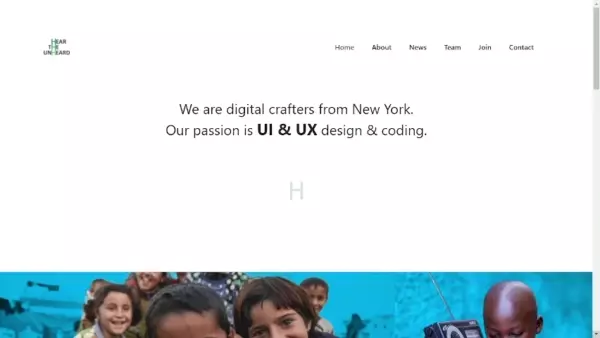 HEAR
THE
UNHEARD
Home About News Team Join Contact
We are digital crafters from New York.
Our passion is UI & UX design & coding.
H